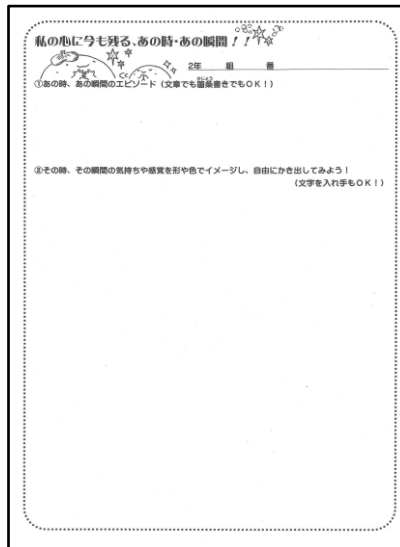 私の心に今も残る、あの時・あの瞬間！！
2年 組 番
①あの時、あの瞬間のエピソード（文章でも箇条書きでもOK！）
②その時、その瞬間の気持ちや感覚を形や色でイメージし、自由にかき出してみよう！
（文字を入れ手もOK！）